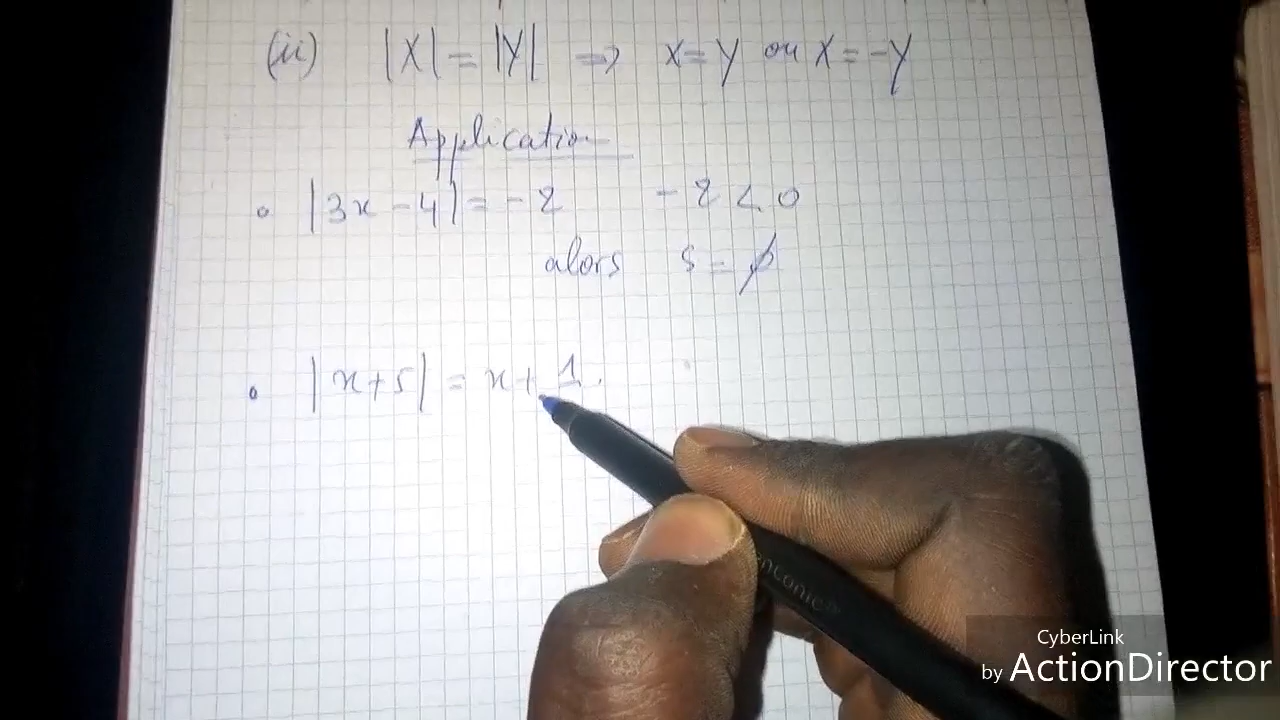 (ii) |X| = |Y| => X = Y ou X = -Y
Application
• |3x - 4| = -2 -2 < 0
alors S = ø
• |x+5| = x+1.
CyberLink
by ActionDirector